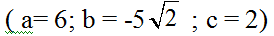 ( a= 6; b = -5√2 ; c = 2)